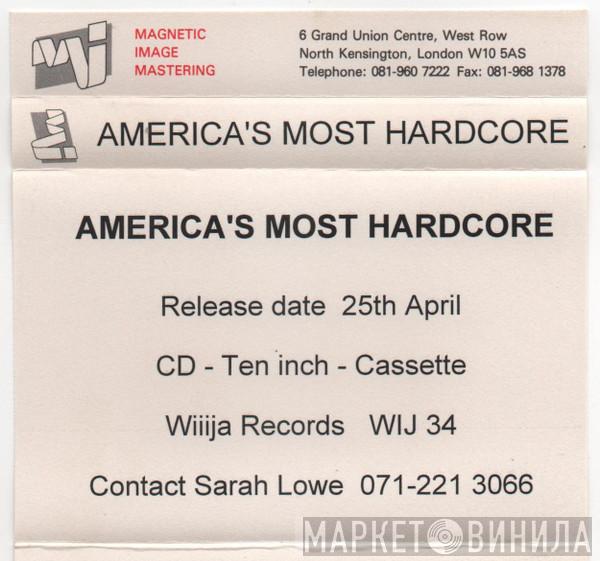 MAGNETIC
IMAGE
MASTERING
6 Grand Union Centre, West Row
North Kensington, London W10 5AS
Telephone: 081-960 7222 Fax: 081-968 1378
AMERICA'S MOST HARDCORE
AMERICA'S MOST HARDCORE
Release date 25th April
CD - Ten inch - Cassette
Wiiija Records WIJ 34
Contact Sarah Lowe 071-221 3066
МАРКЕТ ВИНИЛА